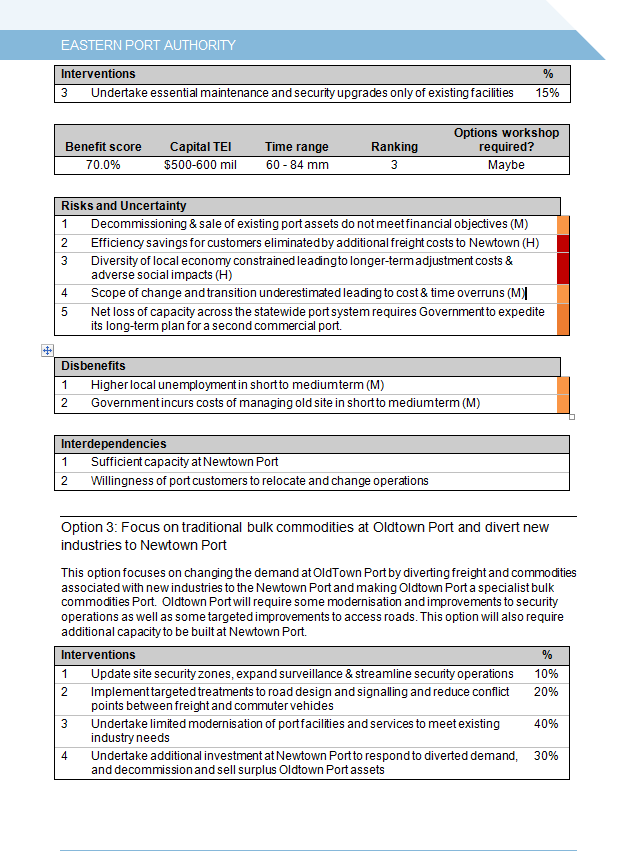 EASTERN PORT AUTHORITY
Interventions %
3 Undertake essential maintenance and security upgrades only of existing facilities 15%
Options workshop
Benefit score Capital TEI Time range Ranking required?
70.0% $500-600 mil 60 - 84 mm 3 Maybe
Risks and Uncertainty
1 Decommissioning & sale of existing port assets do not meet financial objectives (M)
2 Efficiency savings for customers eliminated by additional freight costs to Newtown (H)
3 Diversity of local economy constrained leading to longer-term adjustment costs &
adverse social impacts (H)
4 Scope of change and transition underestimated leading to cost & time overruns (M)
5 Net loss of capacity across the statewide port system requires Government to expedite
its long-term plan for a second commercial port.
Disbenefits
1 Higher local unemployment in short to medium term (M)
2 Government incurs costs of managing old site in short to medium term (M)
Interdependencies
1 Sufficient capacity at Newtown Port
2 Willingness of port customers to relocate and change operations
Option 3: Focus on traditional bulk commodities at Oldtown Port and divert new
industries to Newtown Port
This option focuses on changing the demand at OldTown Port by diverting freight and commodities
associated with new industries to the Newtown Port and making Oldtown Port a specialist bulk
commodities Port. Oldtown Port will require some modernisation and improvements to security
operations as well as some targeted improvements to access roads. This option will also require
additional capacity to be built at Newtown Port.
Interventions %
1 Update site security zones, expand surveillance & streamline security operations 10%
2 Implement targeted treatments to road design and signalling and reduce conflict 20%
points between freight and commuter vehicles
3 Undertake limited modernisation of port facilities and services to meet existing 40%
industry needs
4 Undertake additional investment at Newtown Port to respond to diverted demand, 30%
and decommission and sell surplus Oldtown Port assets